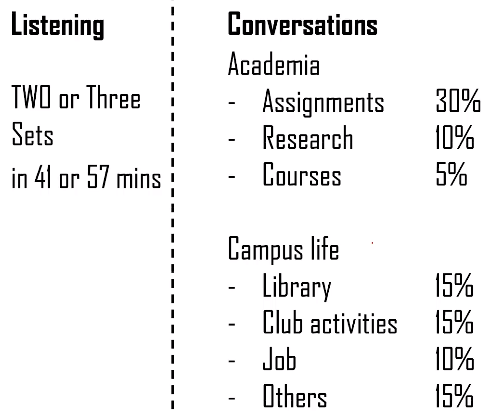 Listening
TWO or Three
Sets
in 41 or 57 mins
Conversations
Academia
- Assignments 30%
- Research 10%
- Courses 5%
Campus life
- Library 15%
- Club activities 15%
- Job 10%
- Others 15%